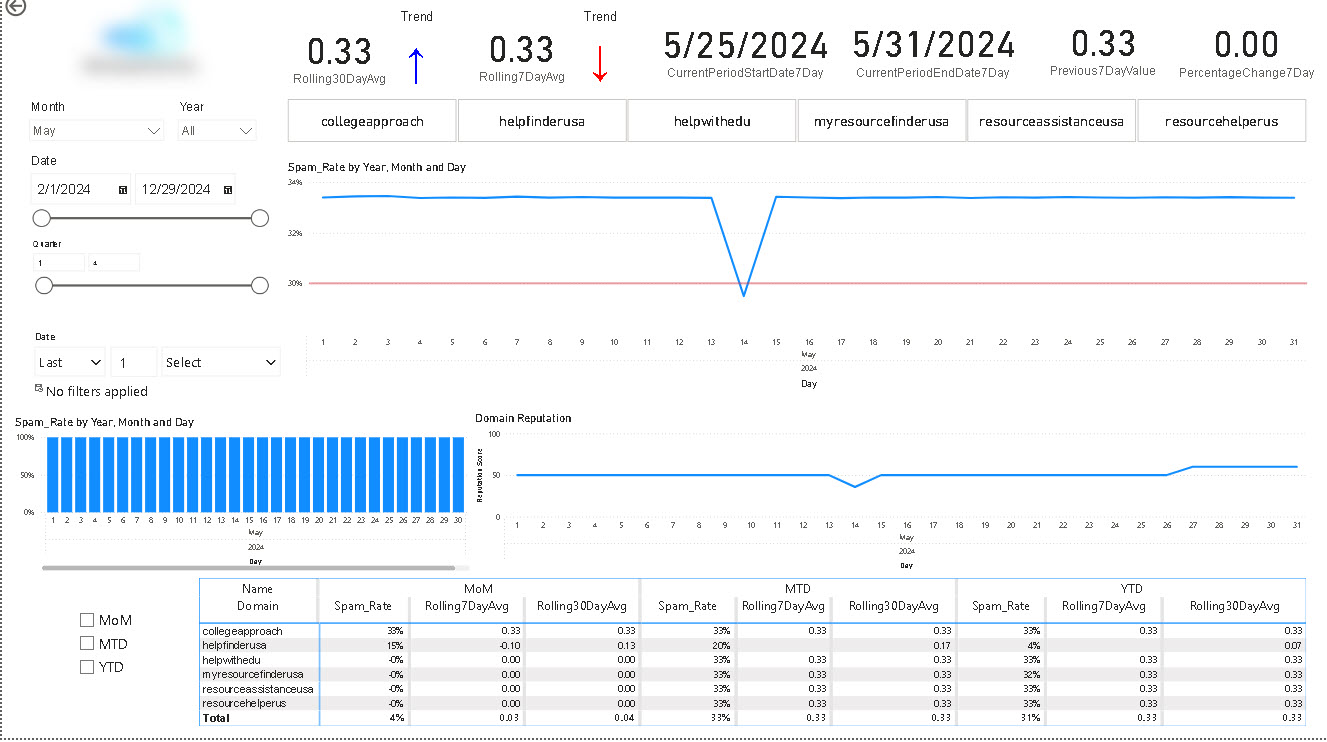 Trend
Trend
0.33
Rolling30DayAvg
0.33
Rolling7DayAvg
5/25/2024
CurrentPeriodStartDate7Day
5/31/2024
CurrentPeriodEndDate7Day
0.33
Previous7DayValue
0.00
PercentageChange7Day
Month
Year
May
All
Date
2/1/2024
12/29/2024
Quarter
1
4
Date
Last
1
Select
No filters applied
collegeapproach
helpfinderusa
helpwithedu
myresourcefinderusa
resourceassistanceusa
resourcehelperus
Spam_Rate by Year, Month and Day
34%
32%
30%
1 2 3 4 5 6 7 8 9 10 11 12 13 14 15 16 17 18 19 20 21 22 23 24 25 26 27 28 29 30 31
May
2024
Day
Spam_Rate by Year, Month and Day
100%
50%
0%
1 2 3 4 5 6 7 8 9 10 11 12 13 14 15 16 17 18 19 20 21 22 23 24 25 26 27 28 29 30
May
2024
Day
Domain Reputation
Reputation Score
100
50
0
1 2 3 4 5 6 7 8 9 10 11 12 13 14 15 16 17 18 19 20 21 22 23 24 25 26 27 28 29 30 31
May
2024
Day
MoM
MTD
YTD
Name MoM MTD YTD
Domain Spam_Rate Rolling7DayAvg Rolling30DayAvg Spam_Rate Rolling7DayAvg Rolling30DayAvg Spam_Rate Rolling7DayAvg Rolling30DayAvg
collegeapproach 33% 0.33 0.33 33% 0.33 0.33 33% 0.33 0.33
helpfinderusa 15% -0.10 0.13 20% 0.17 4% 0.07
helpwithedu -0% 0.00 0.00 33% 0.33 0.33 33% 0.33 0.33
myresourcefinderusa -0% 0.00 0.00 33% 0.33 0.33 32% 0.33 0.33
resourceassistanceusa -0% 0.00 0.00 33% 0.33 0.33 33% 0.33 0.33
resourcehelperus -0% 0.00 0.00 33% 0.33 0.33 33% 0.33 0.33
Total 4% 0.03 0.04 33% 0.33 0.33 31% 0.33 0.33